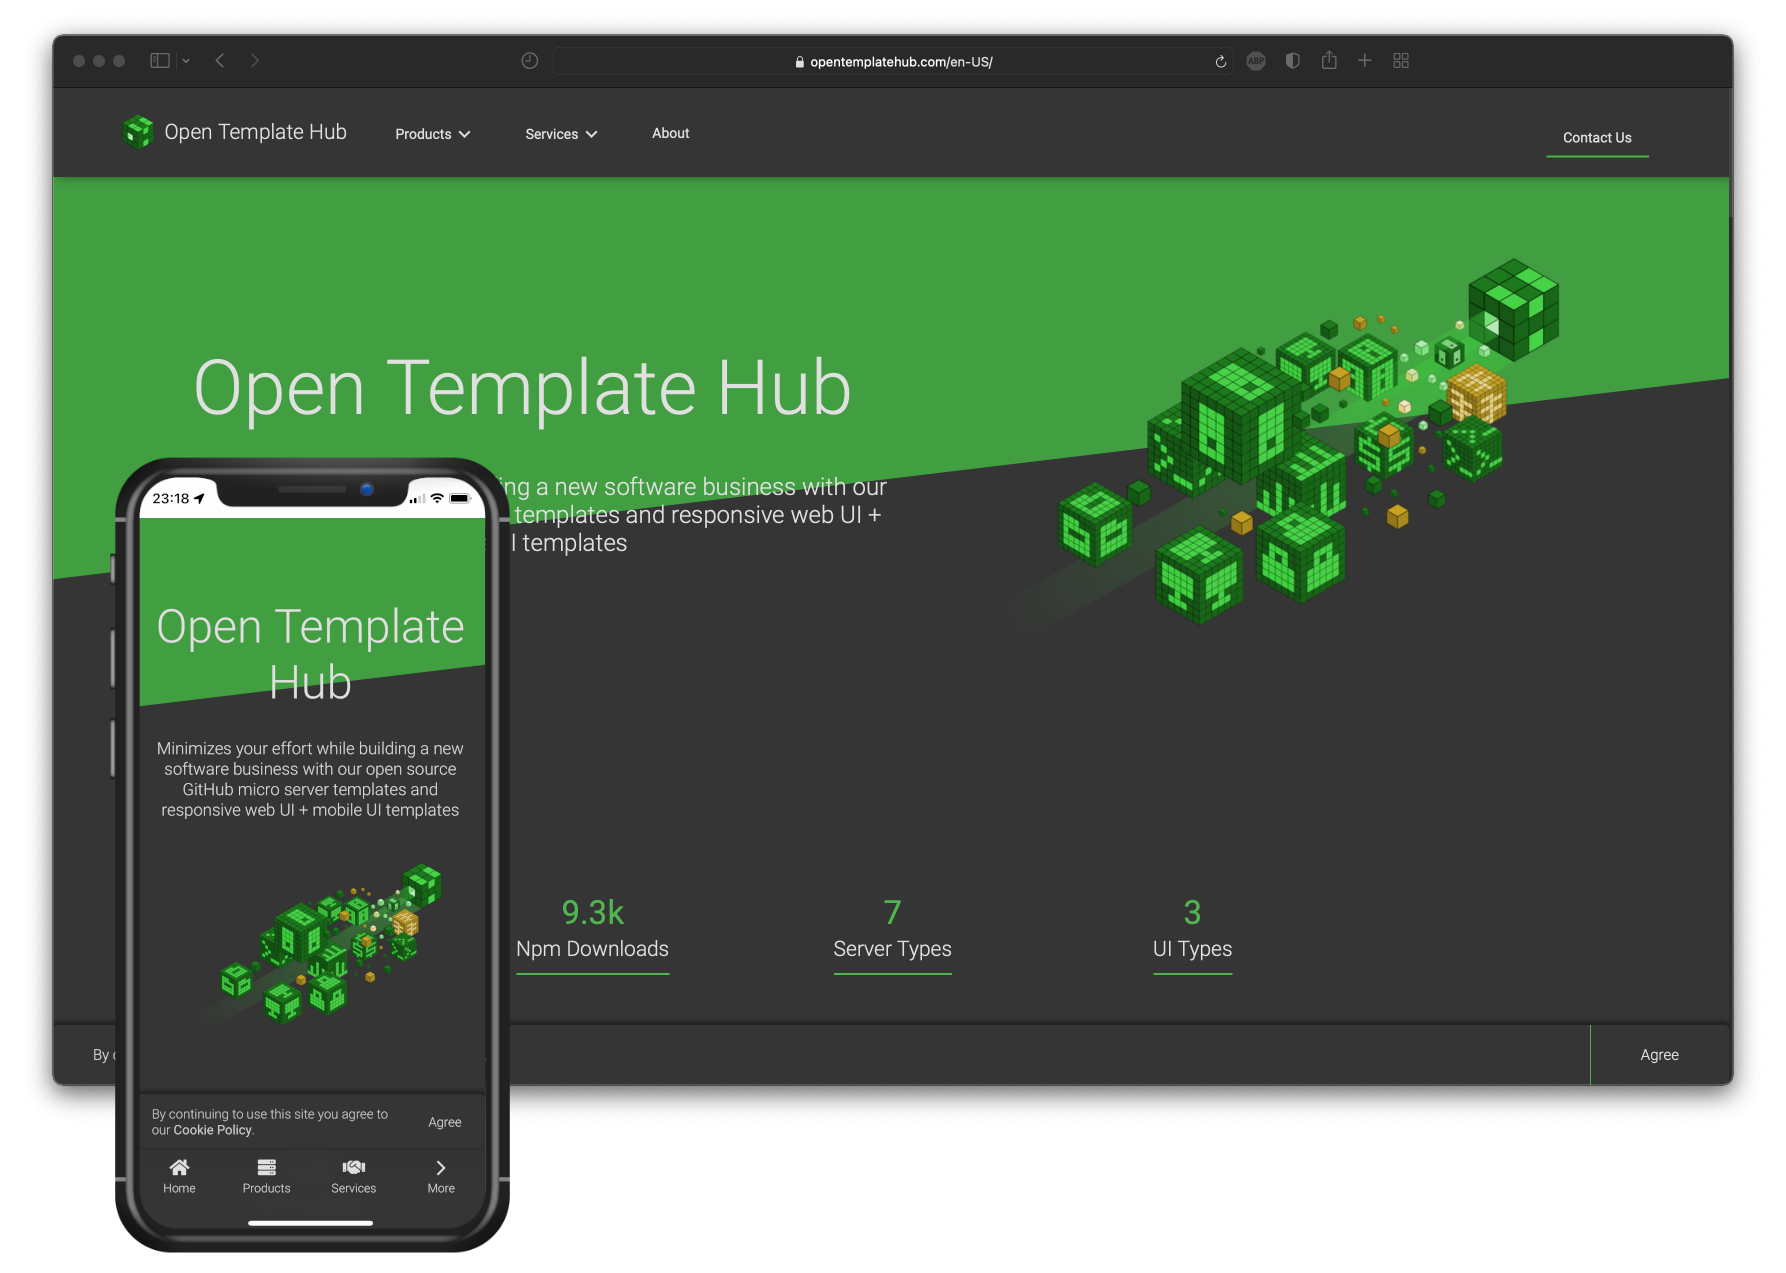 opentemplatehub.com/en-US/
ABP
Open Template Hub
Products
Services
About
Contact Us
Open Template Hub
ing a new software business with our
templates and responsive web UI +
I templates
9.3k
Npm Downloads
7
Server Types
3
UI Types
By
Agree
23:18
Open Template
Hub
Minimizes your effort while building a new
software business with our open source
GitHub micro server templates and
responsive web UI + mobile UI templates
By continuing to use this site you agree to
our Cookie Policy.
Agree
Home
Products
Services
More